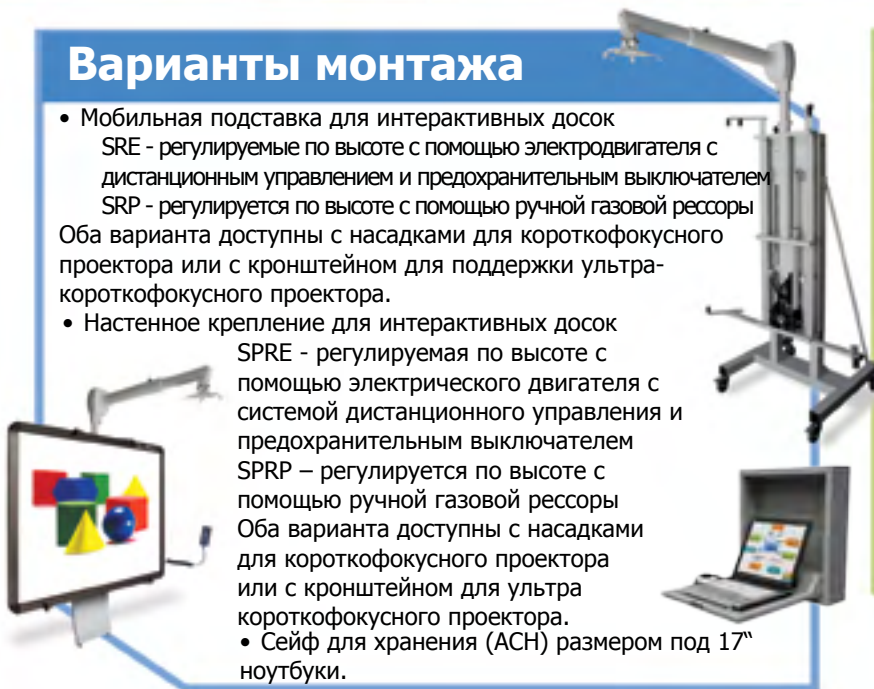 Варианты монтажа
• Мобильная подставка для интерактивных досок
SRE - регулируемые по высоте с помощью электродвигателя с
дистанционным управлением и предохранительным выключателем
SRP - регулируется по высоте с помощью ручной газовой рессоры
Оба варианта доступны с насадками для короткофокусного
проектора или с кронштейном для поддержки ультра-
короткофокусного проектора.
• Настенное крепление для интерактивных досок
SPRE - регулируемая по высоте с
помощью электрического двигателя с
системой дистанционного управления и
предохранительным выключателем
SPRP – регулируется по высоте с
помощью ручной газовой рессоры
Оба варианта доступны с насадками
для короткофокусного проектора
или с кронштейном для ультра
короткофокусного проектора.
• Сейф для хранения (ACH) размером под 17“
ноутбуки.